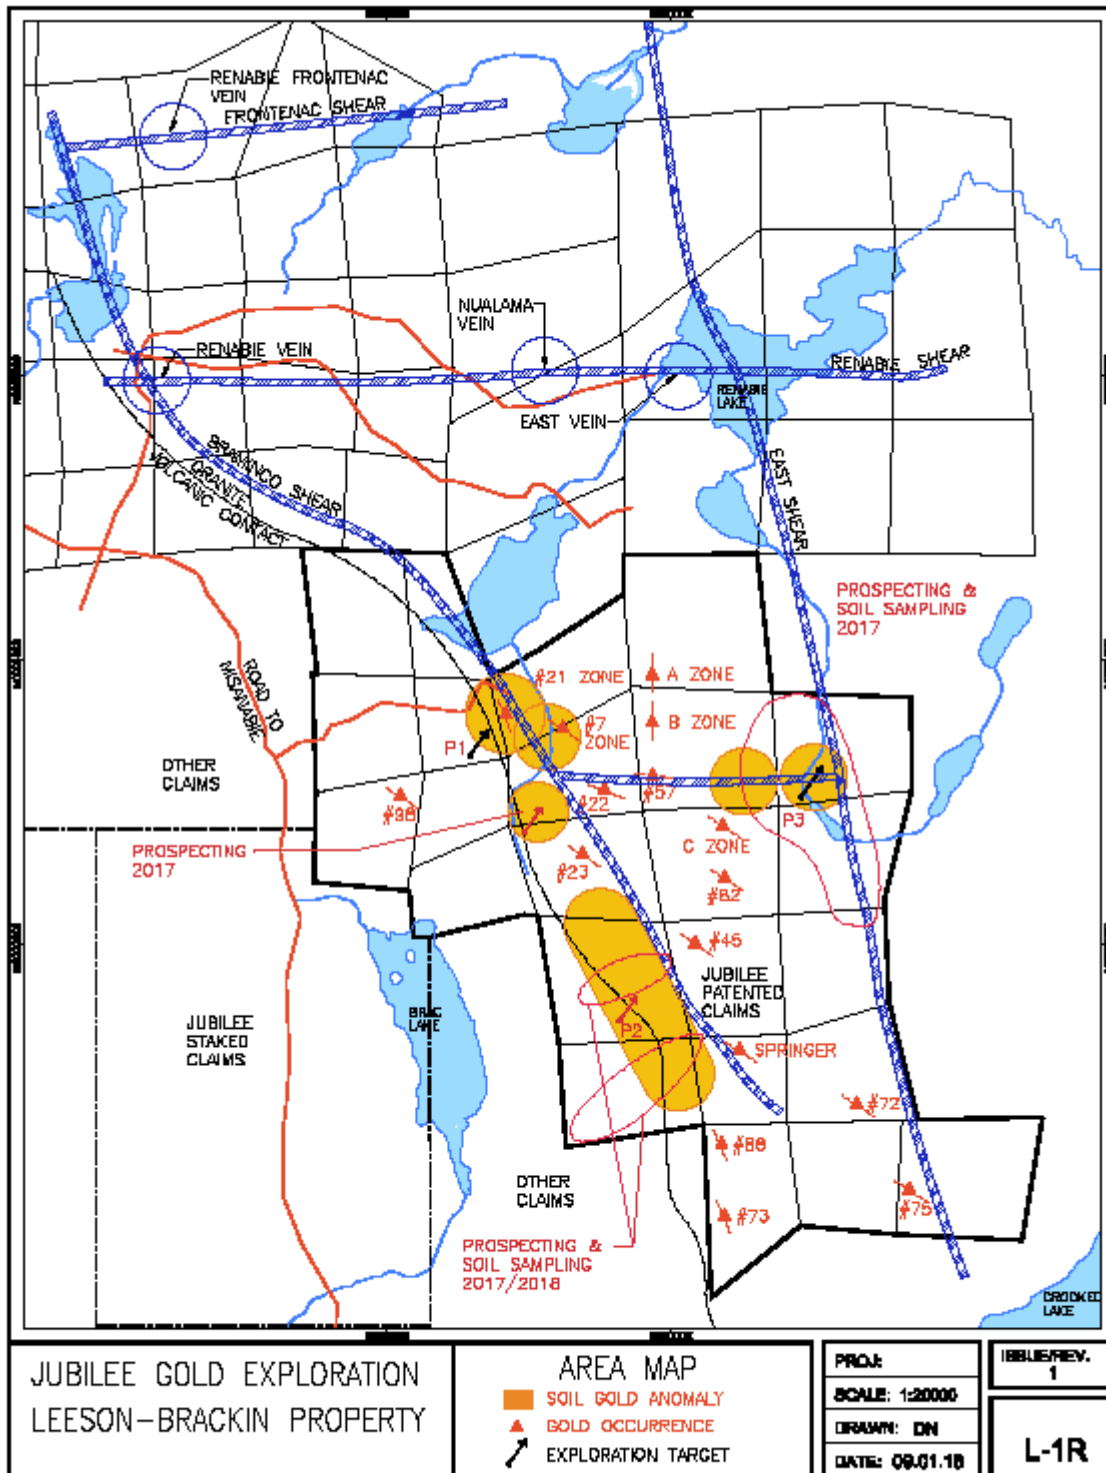 RENABIE FRONTENAC
VEIN
FRONTENAC SHEAR
NUALAMA
VEIN
RENABIE VEIN
RENABIE SHEAR
RENABIE
LAKE
EAST VEIN
BRAMINCO SHEAR
GRANITE
VOLCANIC CONTACT
EAST SHEAR
PROSPECTING &
SOIL SAMPLING
2017
ROAD TO
MISANABIE
#21 ZONE
A ZONE
#7
ZONE
B ZONE
P1
OTHER
CLAIMS
#98
#22
#57
P3
PROSPECTING
2017
C ZONE
#23
#62
#45
JUBILEE
PATENTED
CLAIMS
JUBILEE
STAKED
CLAIMS
LAKE
P2
SPRINGER
#72
#88
OTHER
CLAIMS
#75
#73
PROSPECTING &
SOIL SAMPLING
2017/2018
CROOKED
LAKE
JUBILEE GOLD EXPLORATION
LEESON-BRACKIN PROPERTY
AREA MAP
SOIL GOLD ANOMALY
GOLD OCCURRENCE
EXPLORATION TARGET
PROJ:
SCALE: 1:20000
DRAWN: DN
DATE: 09.01.18
ISSUE/REV.
1
L-1R